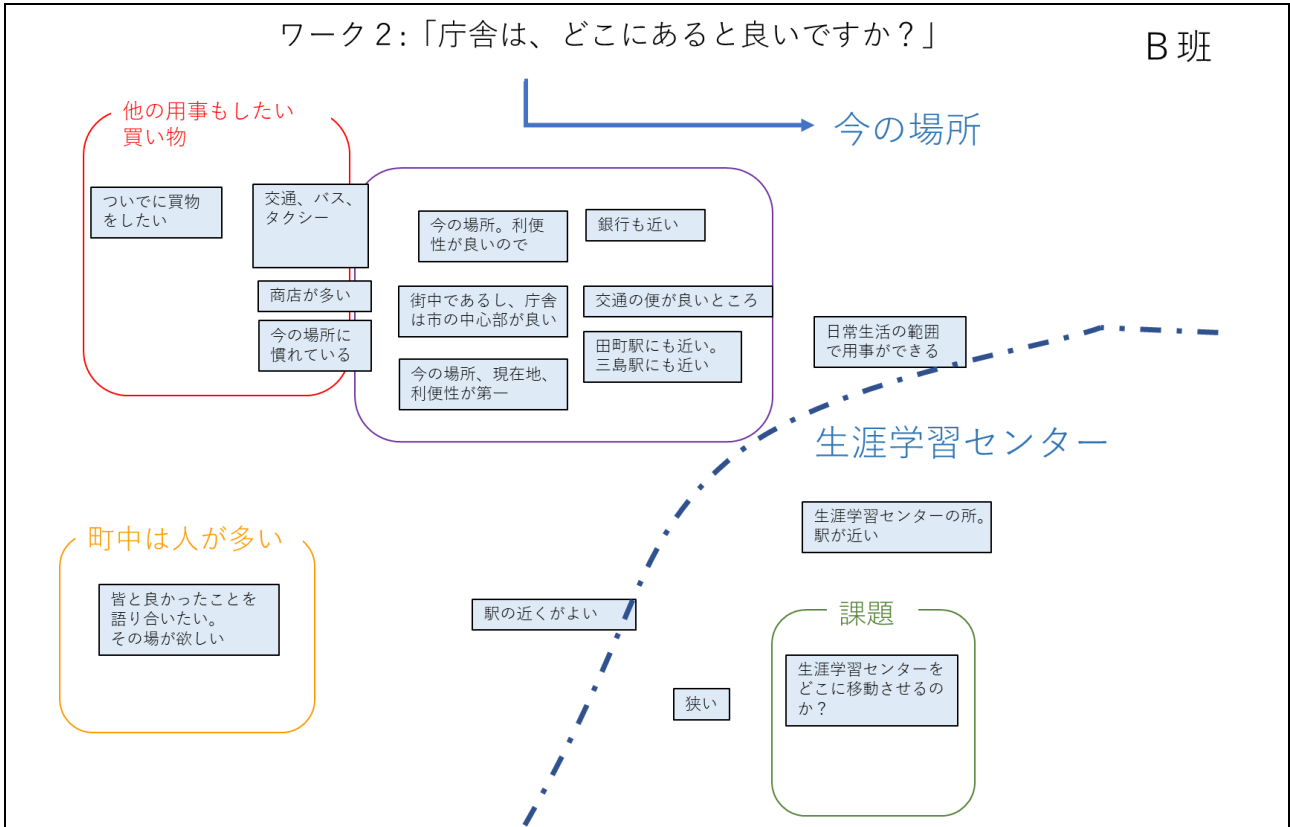 ワーク2:「庁舎は、どこにあると良いですか?」
B班
今の場所
他の用事もしたい
買い物
ついでに買物
をしたい
交通、バス、
タクシー
商店が多い
今の場所に
慣れている
今の場所。利便
性が良いので
銀行も近い
街中であるし、庁舎
は市の中心部が良い
交通の便が良いところ
今の場所、現在地、
利便性が第一
田町駅にも近い。
三島駅にも近い
日常生活の範囲
で用事ができる
生涯学習センター
生涯学習センターの所。
駅が近い
町中は人が多い
皆と良かったことを
語り合いたい。
その場が欲しい
駅の近くがよい
狭い
課題
生涯学習センターを
どこに移動させるの
か?